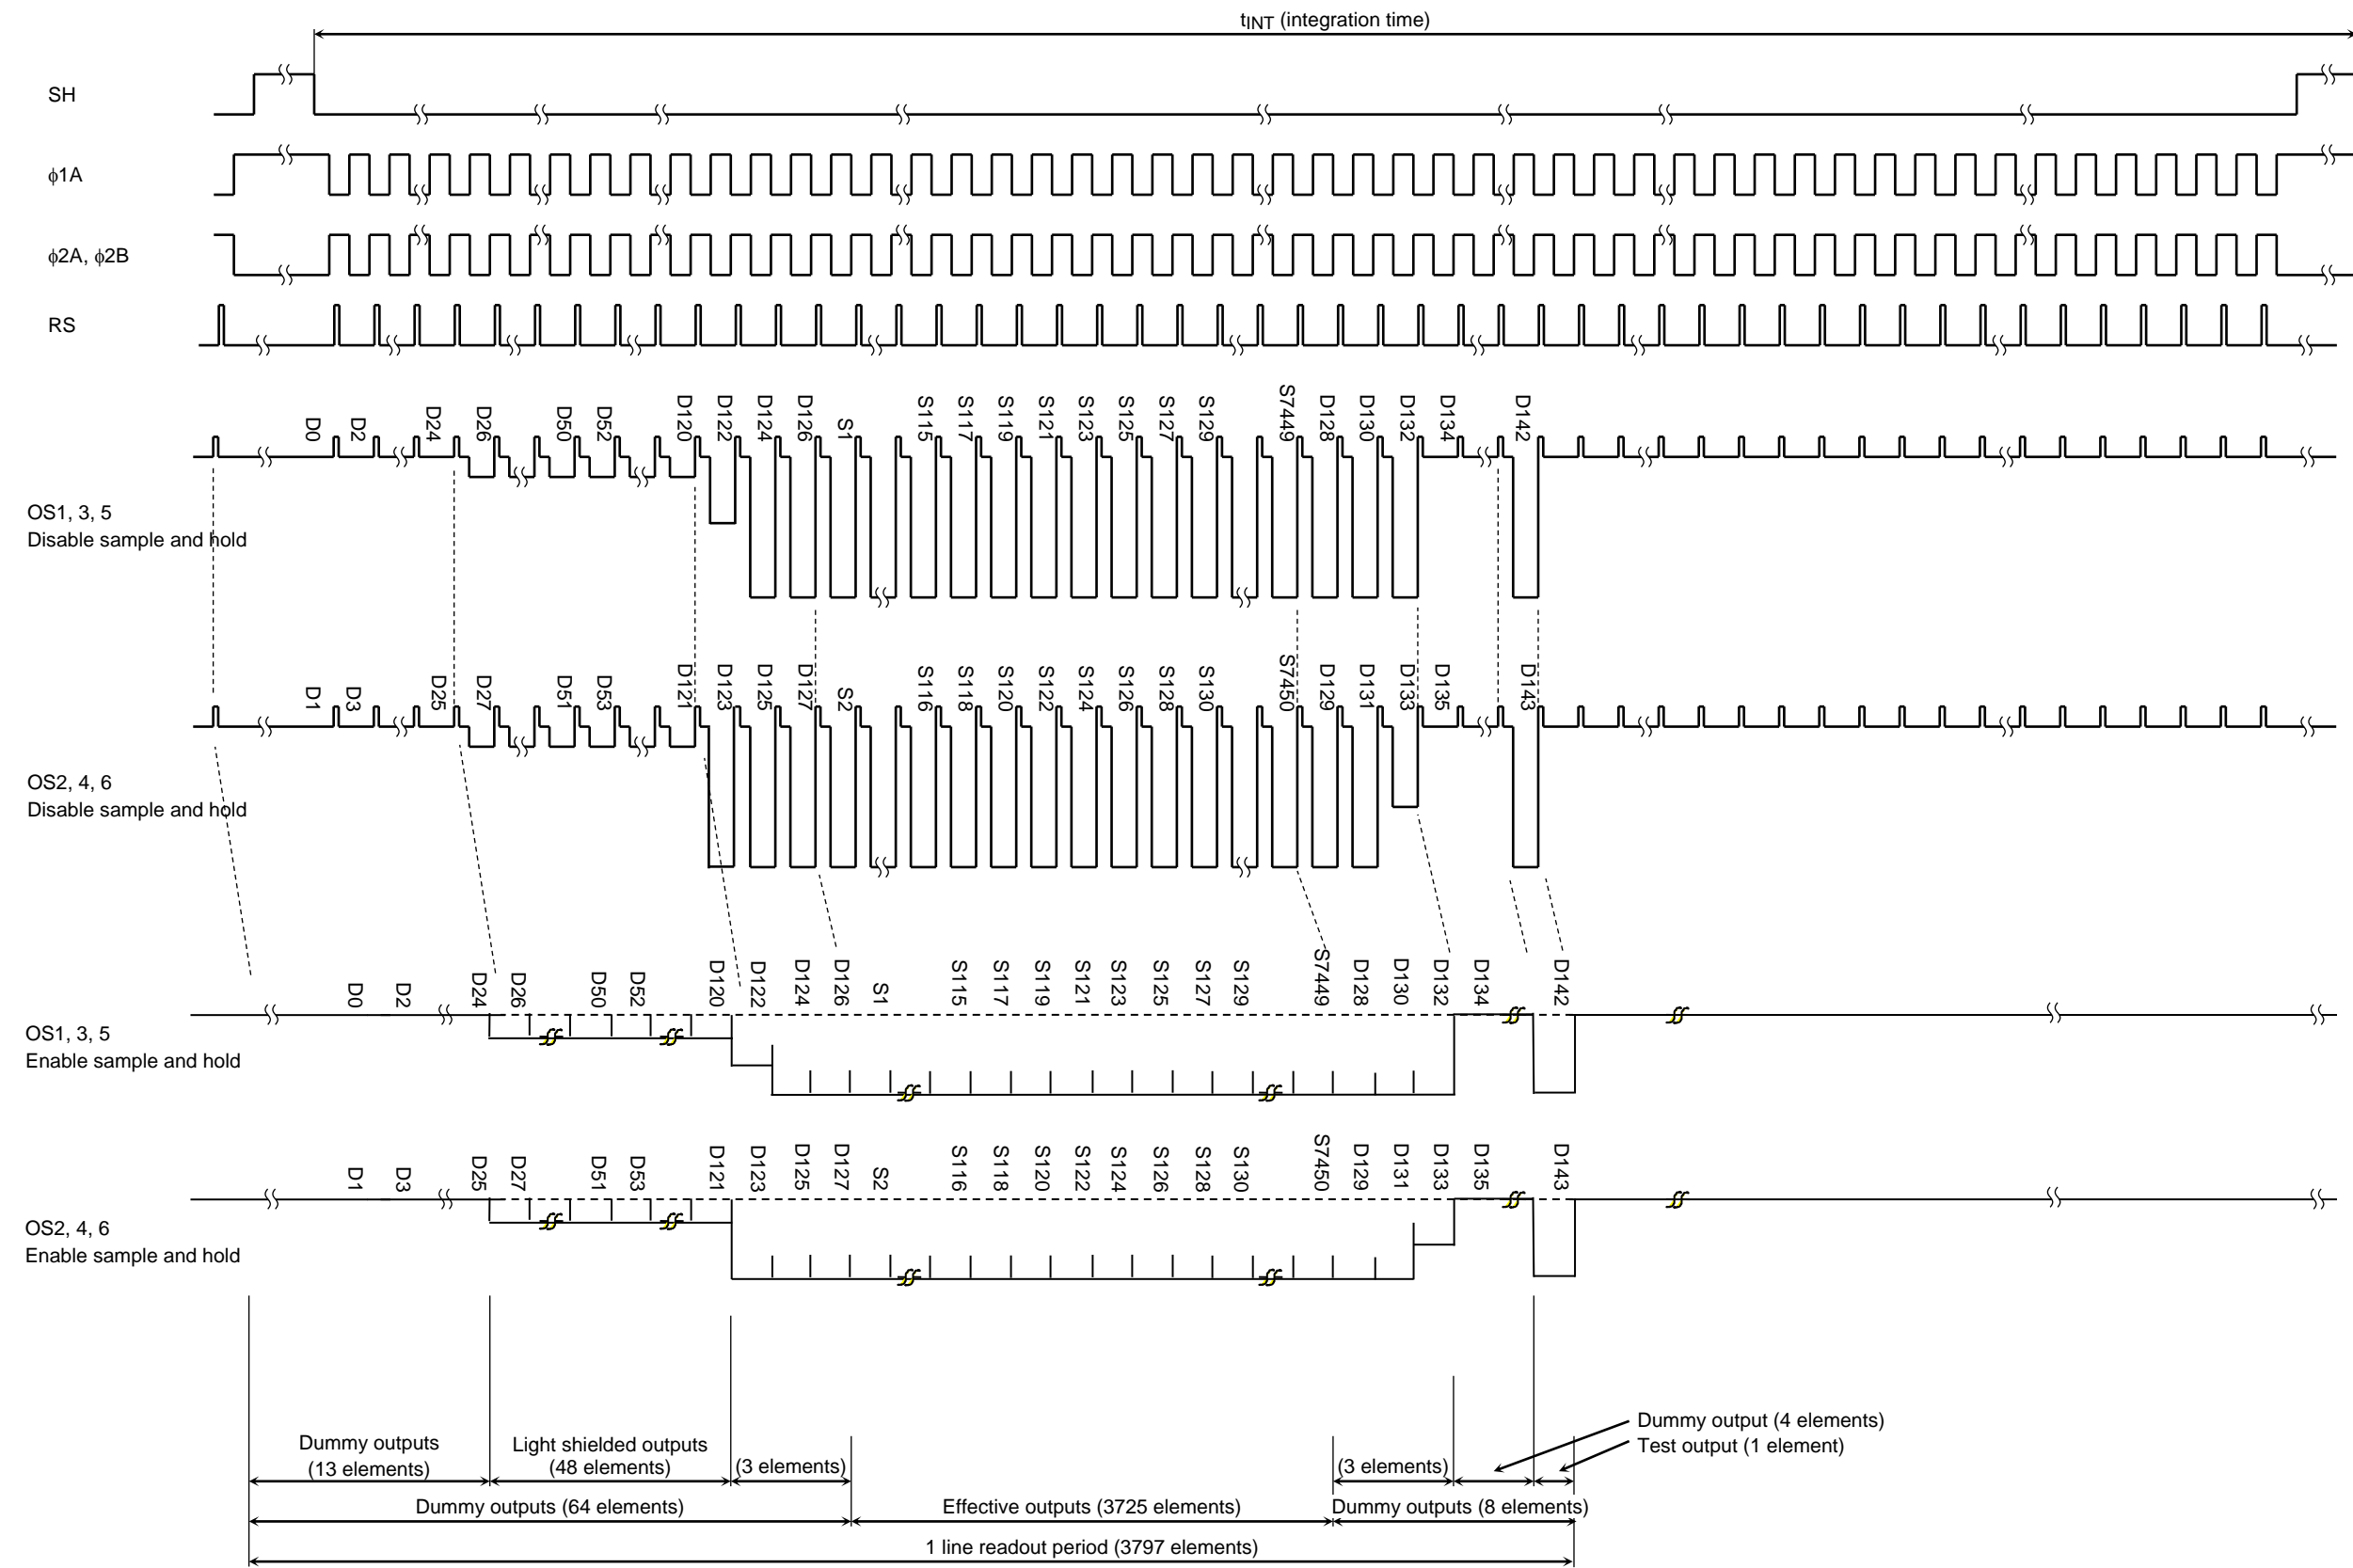 tINT (integration time)
SH
ϕ1A
ϕ2A, ϕ2B
RS
D0 D2 D24 D26 D50 D52 D120 D122 D124 D126 S1 S115 S117 S119 S121 S123 S125 S127 S129 S7449 D128 D130 D132 D134 D142
OS1, 3, 5
Disable sample and hold
D1 D3 D25 D27 D51 D53 D121 D123 D125 D127 S2 S116 S118 S120 S122 S124 S126 S128 S130 S7450 D129 D131 D133 D135 D143
OS2, 4, 6
Disable sample and hold
D0 D2 D24 D26 D50 D52 D120 D122 D124 D126 S1 S115 S117 S119 S121 S123 S125 S127 S129 S7449 D128 D130 D132 D134 D142
OS1, 3, 5
Enable sample and hold
D1 D3 D25 D27 D51 D53 D121 D123 D125 D127 S2 S116 S118 S120 S122 S124 S126 S128 S130 S7450 D129 D131 D133 D135 D143
OS2, 4, 6
Enable sample and hold
Dummy output (4 elements)
Test output (1 element)
Dummy outputs
(13 elements)
Light shielded outputs
(48 elements)
(3 elements)
(3 elements)
Dummy outputs (64 elements)
Effective outputs (3725 elements)
Dummy outputs (8 elements)
1 line readout period (3797 elements)